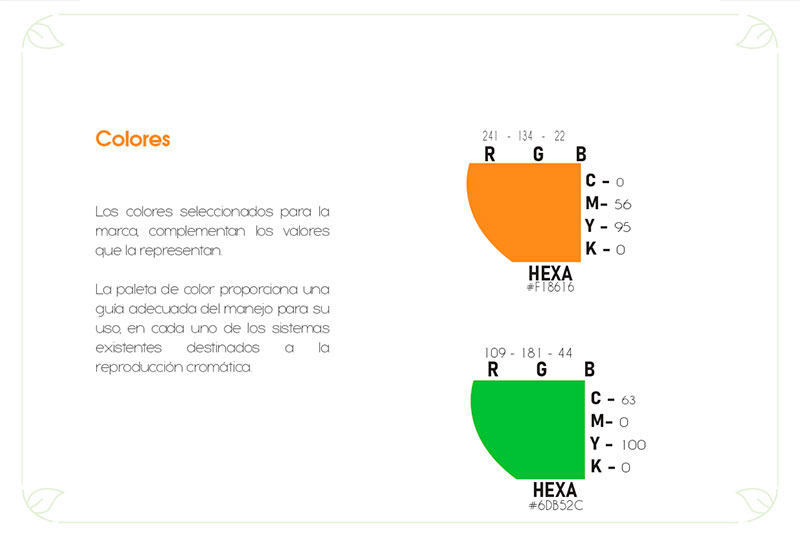 Colores
Los colores seleccionados para la
marca, complementan los valores
que la representan.
La paleta de color proporciona una
guía adecuada del manejo para su
uso, en cada uno de los sistemas
existentes destinados a la
reproducción cromática.
241 - 134 - 22
R G B
C - 0
M- 56
Y - 95
K - 0
HEXA
#F18616
109 - 181 - 44
R G B
C - 63
M- 0
Y - 100
K - 0
HEXA
#6DB52C